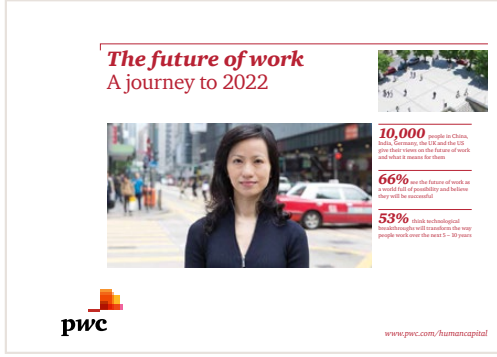 The future of work
A journey to 2022
10,000 people in China,
India, Germany, the UK and the US
give their views on the future of work
and what it means for them
66% see the future of work as
a world full of possibility and believe
they will be successful
53% think technological
breakthroughs will transform the way
people work over the next 5 – 10 years
pwc
www.pwc.com/humancapital